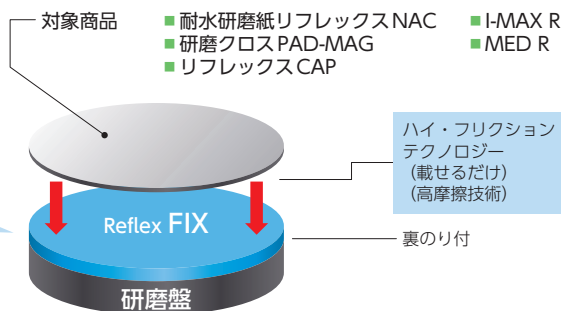 対象商品
■耐水研磨紙リフレックスNAC
■I-MAX R
■研磨クロスPAD-MAG
■MED R
■リフレックスCAP
ハイ・フリクション
テクノロジー
(載せるだけ)
(高摩擦技術)
Reflex FIX
裏のり付
研磨盤